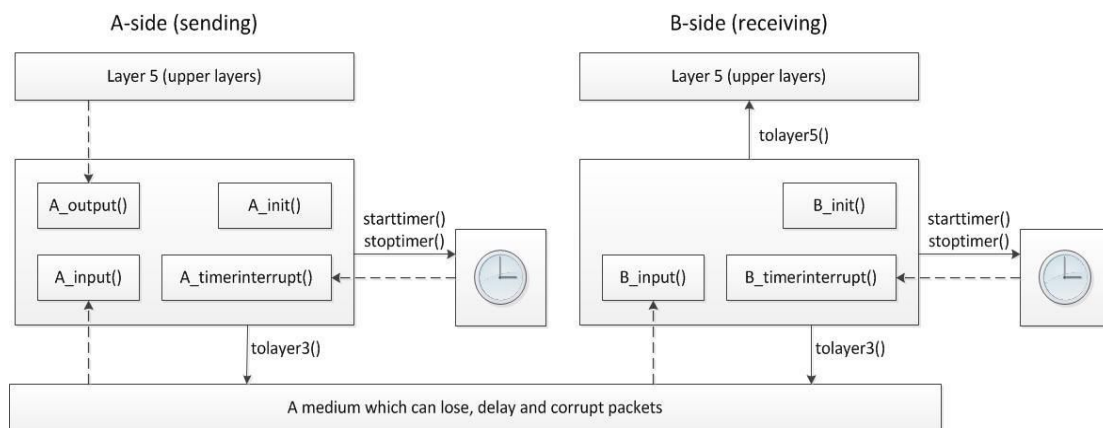 A-side (sending)
B-side (receiving)
Layer 5 (upper layers)
Layer 5 (upper layers)
tolayer5()
A_output()
A_init()
B_init()
starttimer()
stoptimer()
starttimer()
stoptimer()
A_input()
A_timerinterrupt()
B_input()
B_timerinterrupt()
tolayer3()
tolayer3()
A medium which can lose, delay and corrupt packets